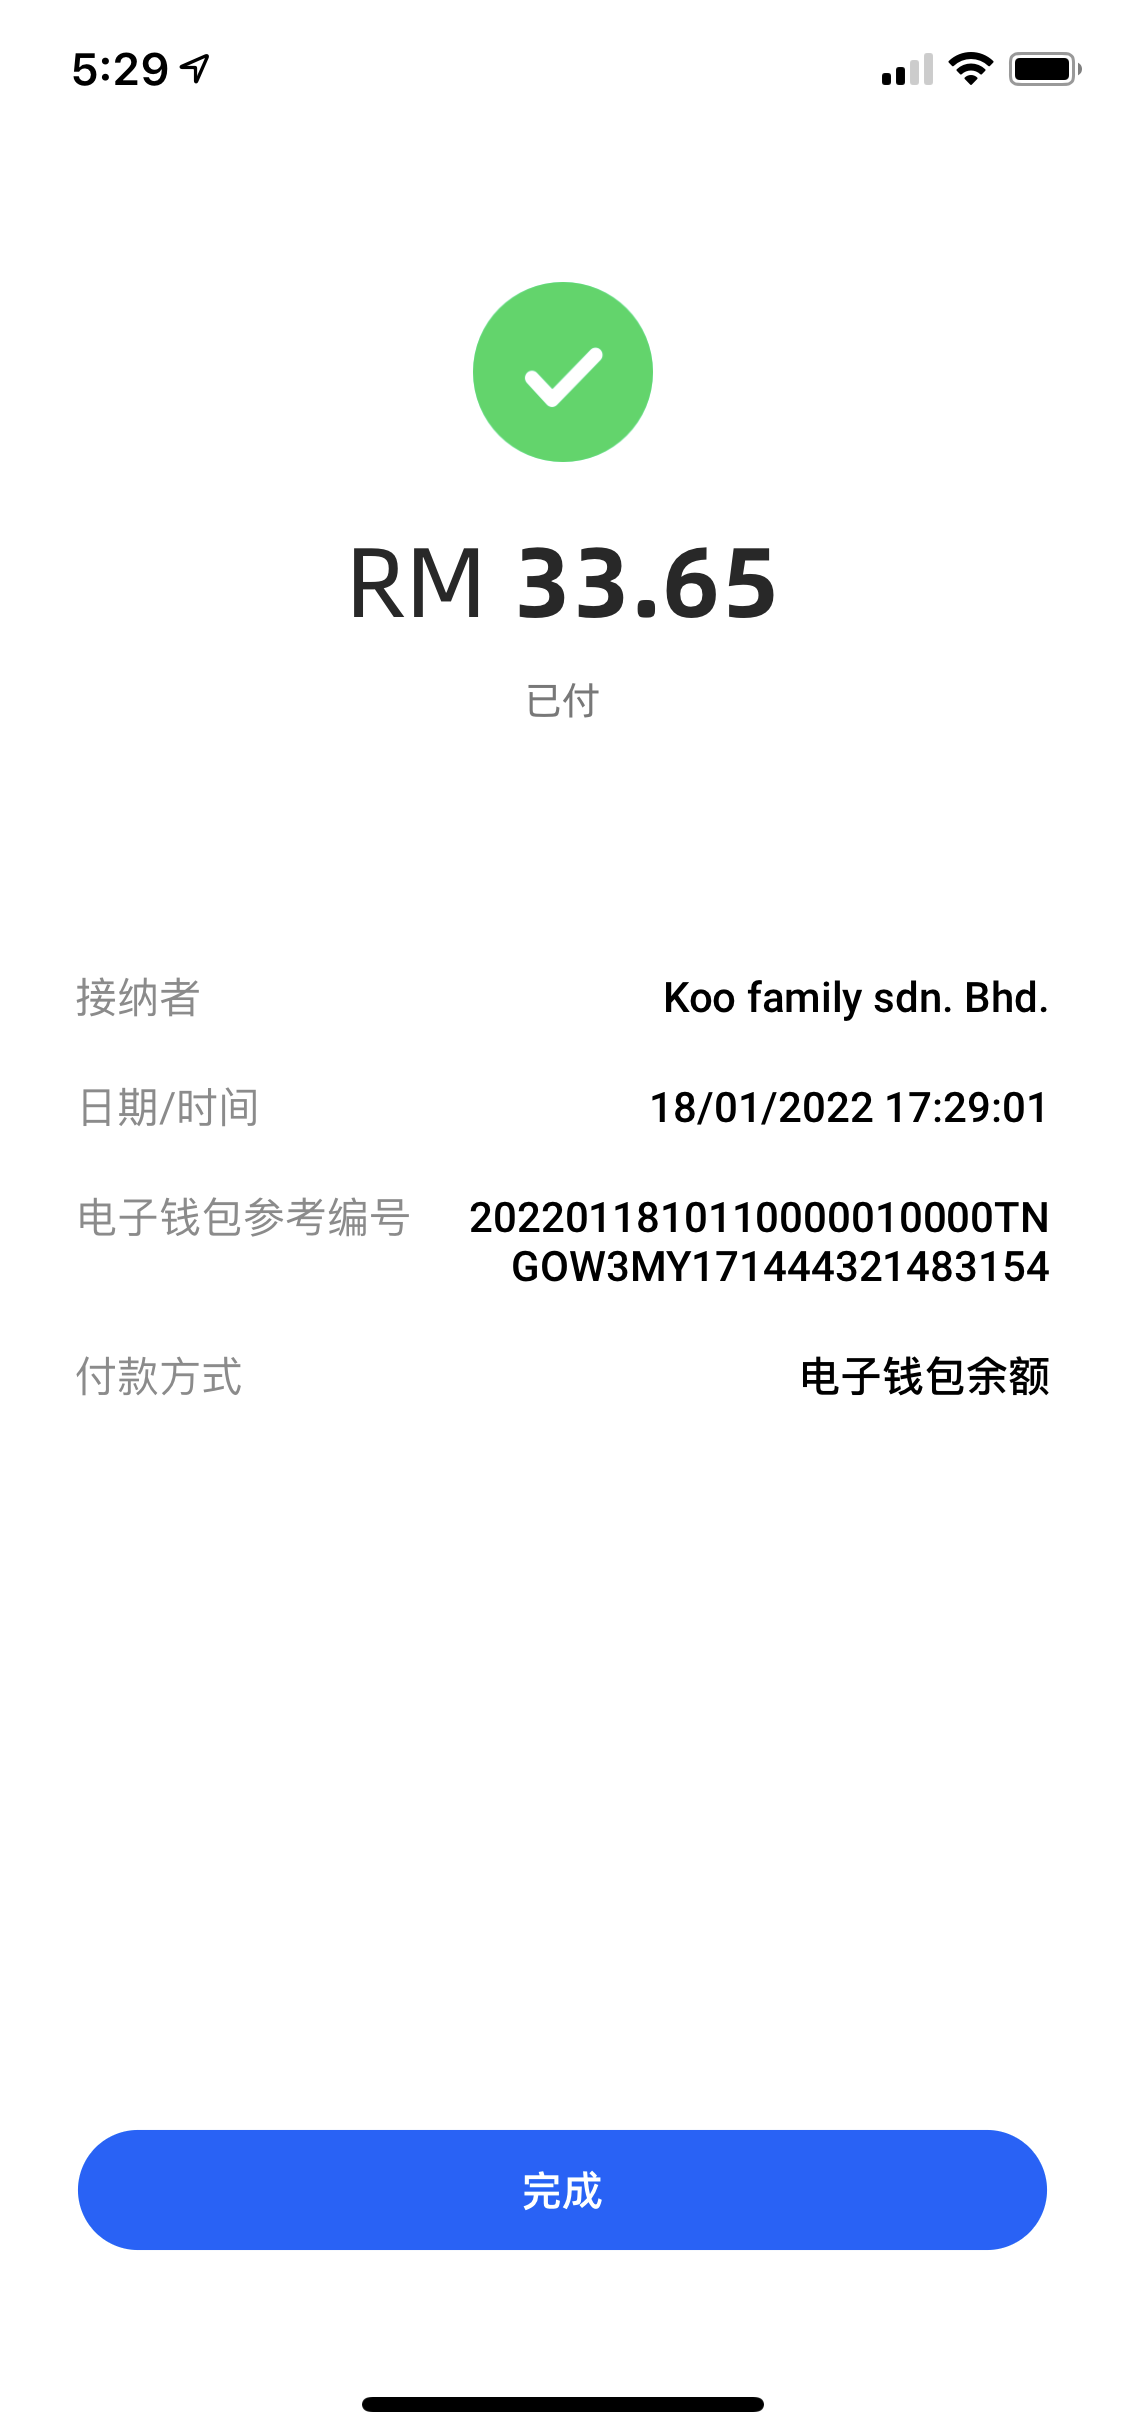 5:29
RM 33.65
已付
接纳者 Koo family sdn. Bhd.
日期/时间 18/01/2022 17:29:01
电子钱包参考编号 20220118101110000010000TN
GOW3MY171444321483154
付款方式 电子钱包余额
完成